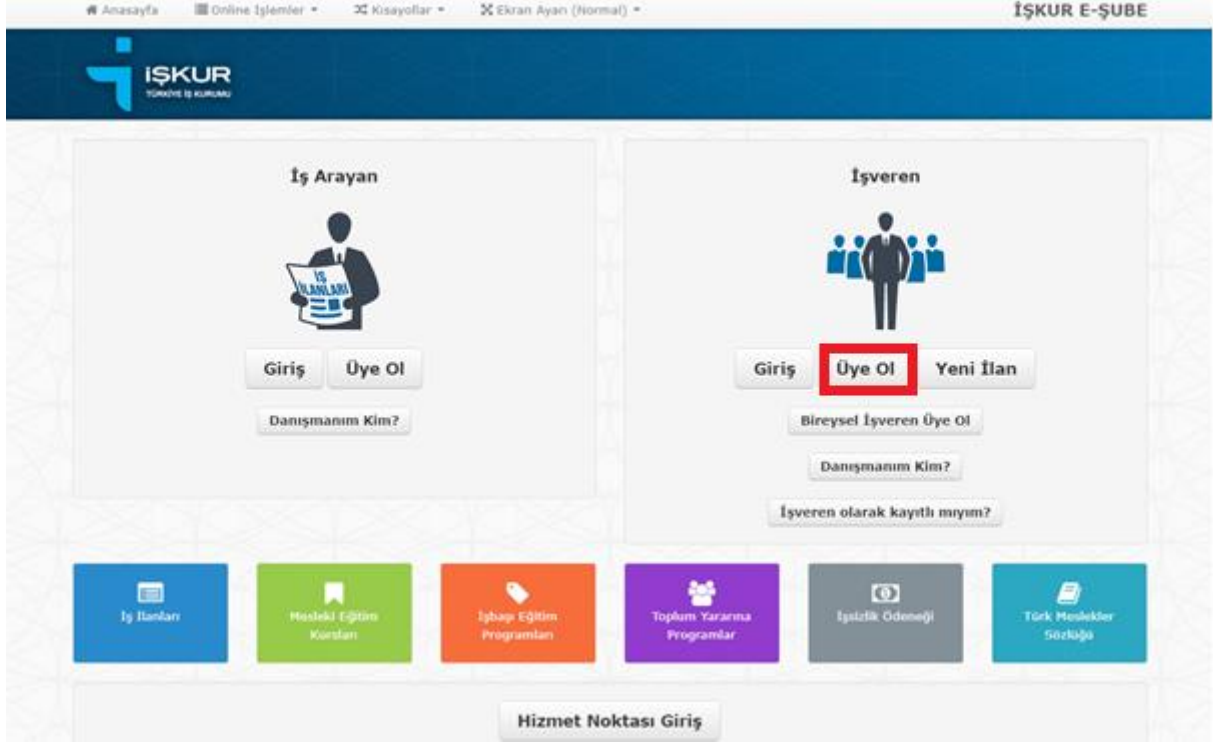 Anasayfa Online İşlemler Kısayollar Ekran Ayarı (Normal) İŞKUR E-ŞUBE
İŞKUR
TÜRKİYE İŞ KURUMU
İş Arayan
İŞ
İLANLARI
Giriş Üye Ol
Danışmanım Kim?
İşveren
Giriş Üye Ol Yeni İlan
Bireysel İşveren Üye Ol
Danışmanım Kim?
İşveren olarak kayıtlı mıyım?
İş İlanları
Mesleki Eğitim
Kursları
İşbaşı Eğitim
Programları
Toplum Yararına
Programlar
İşsizlik Ödeneği
Türk Meslekler
Sözlüğü
Hizmet Noktası Giriş